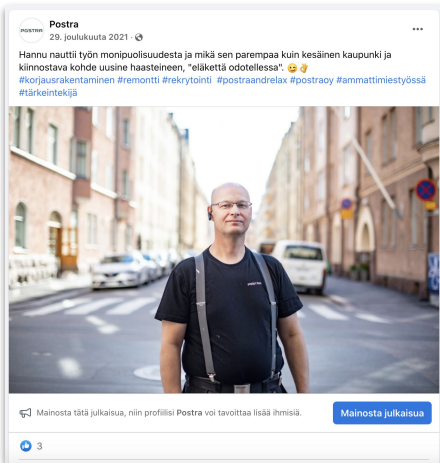 Postra
29. joulukuuta 2021 ·
POSTRA
Hannu nauttii työn monipuolisuudesta ja mikä sen parempaa kuin kesäinen kaupunki ja
kiinnostava kohde uusine haasteineen, "eläkettä odotellessa". 😄👌
#korjausrakentaminen #remontti #rekrytointi #postraandrelax #postraoy #ammattimiestyössä
#tärkeintekijä
Mainosta tätä julkaisua, niin profiilisi Postra voi tavoittaa lisää ihmisiä.
Mainosta julkaisua
3